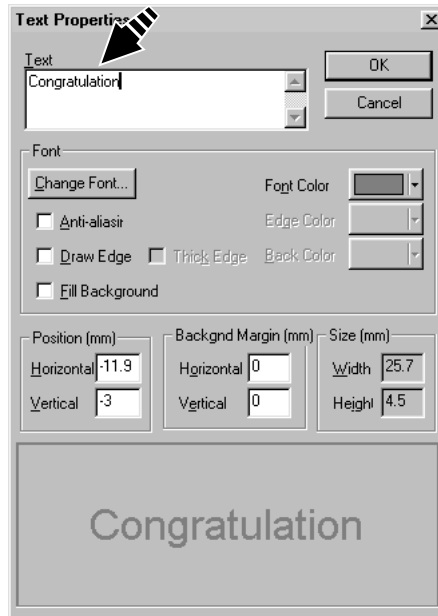 Text Properties
Text
Congratulation
OK
Cancel
Font
Change Font...
Font Color
Anti-aliasir
Edge Color
Draw Edge
Thick Edge
Back Color
Fill Background
Position (mm)
Backgnd Margin (mm)
Size (mm)
Horizontal -11.9
Horizontal 0
Width 25.7
Vertical -3
Vertical 0
Height 4.5
Congratulation